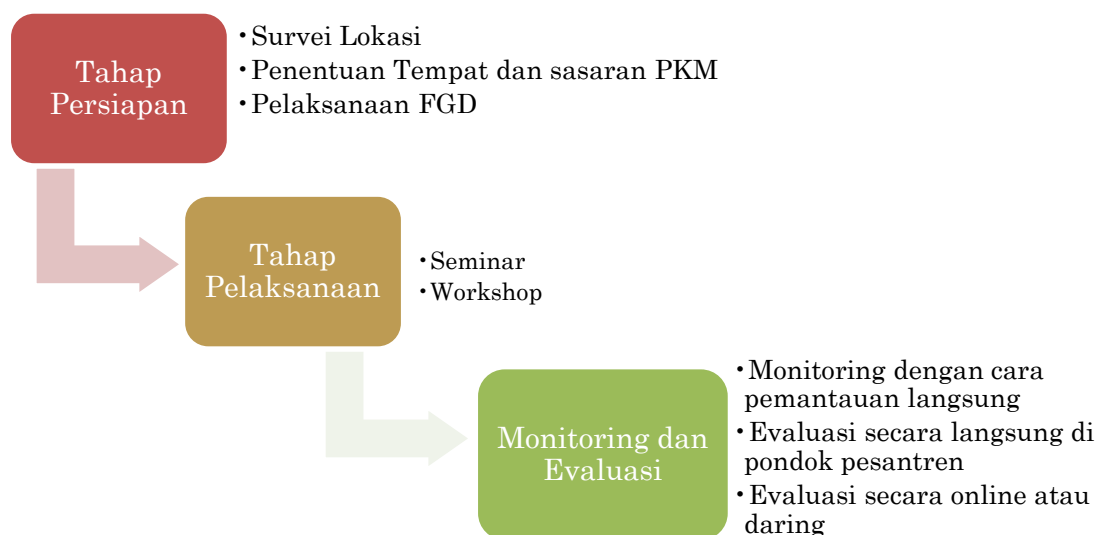 Tahap
Persiapan
•Survei Lokasi
•Penentuan Tempat dan sasaran PKM
•Pelaksanaan FGD
Tahap
Pelaksanaan
•Seminar
•Workshop
Monitoring dan
Evaluasi
•Monitoring dengan cara
pemantauan langsung
•Evaluasi secara langsung di
pondok pesantren
•Evaluasi secara online atau
daring